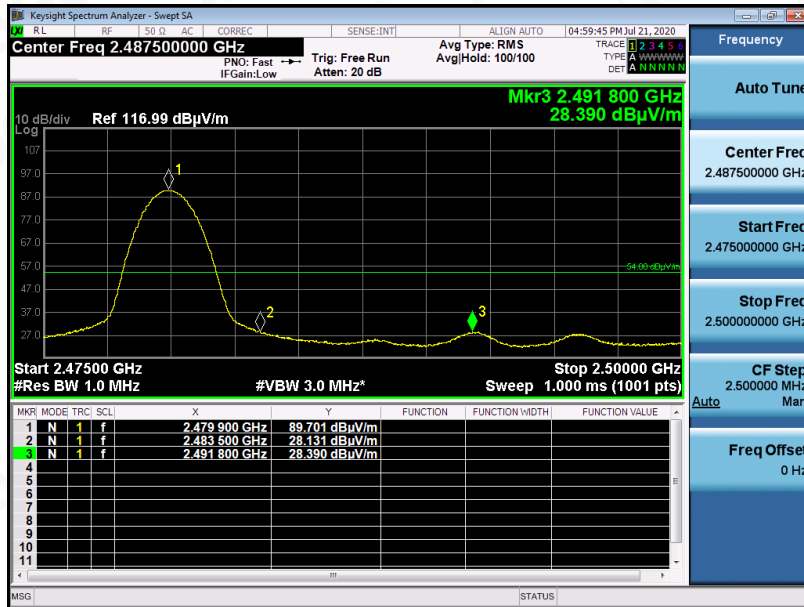 Keysight Spectrum Analyzer - Swept SA
LXI RL RF 50 Ω AC CORREC SENSE:INT ALIGN AUTO 04:59:45 PM Jul 21, 2020
Center Freq 2.487500000 GHz
PNO: Fast
IFGain:Low
Trig: Free Run
Atten: 20 dB
Avg Type: RMS
Avg|Hold: 100/100
TRACE 1 2 3 4 5 6
TYPE A WWWWW
DET A N N N N N
Mkr3 2.491 800 GHz
28.390 dBµV/m
10 dB/div Ref 116.99 dBµV/m
Log
107
97.0
87.0
77.0
67.0
57.0
47.0
37.0
27.0
1
2
3
54.00 dBµV/m
Start 2.47500 GHz Stop 2.50000 GHz
#Res BW 1.0 MHz #VBW 3.0 MHz* Sweep 1.000 ms (1001 pts)
MKR MODE TRC SCL X Y FUNCTION FUNCTION WIDTH FUNCTION VALUE
1 N 1 f 2.479 900 GHz 89.701 dBµV/m
2 N 1 f 2.483 500 GHz 28.131 dBµV/m
3 N 1 f 2.491 800 GHz 28.390 dBµV/m
4
5
6
7
8
9
10
11
MSG STATUS
Frequency
Auto Tune
Center Freq
2.487500000 GHz
Start Freq
2.475000000 GHz
Stop Freq
2.500000000 GHz
CF Step
2.500000 MHz
Auto Man
Freq Offset
0 Hz